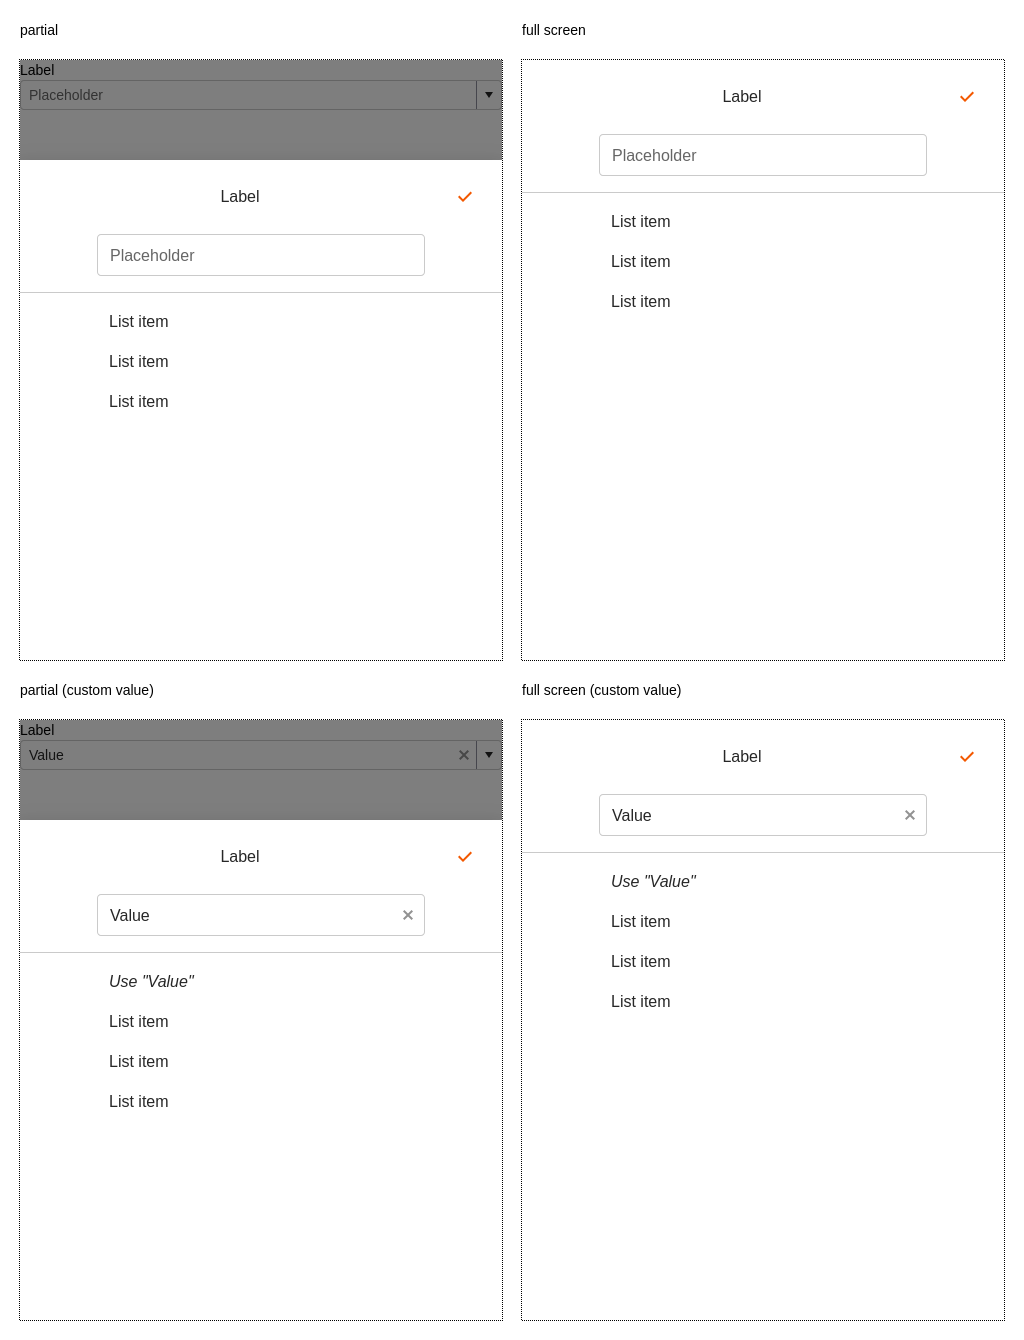 partial
Label
Placeholder
Label
Placeholder
List item
List item
List item
full screen
Label
Placeholder
List item
List item
List item
partial (custom value)
Label
Value
Label
Value
Use "Value"
List item
List item
List item
full screen (custom value)
Label
Value
Use "Value"
List item
List item
List item